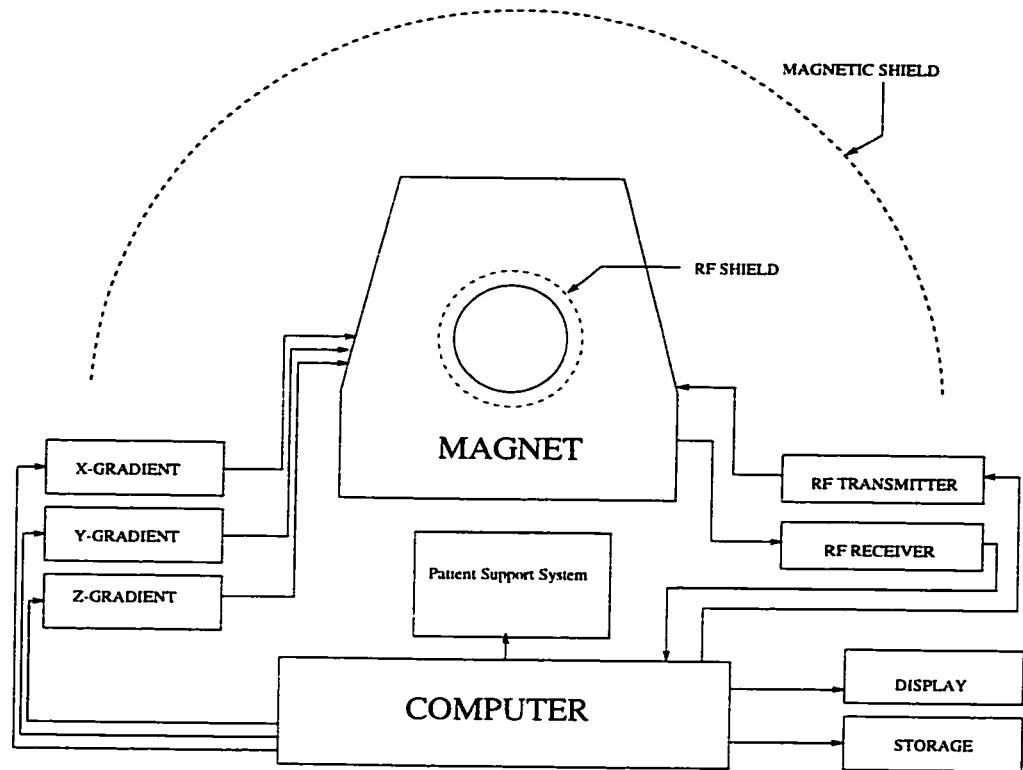 MAGNETIC SHIELD
RF SHIELD
MAGNET
X-GRADIENT
Y-GRADIENT
Z-GRADIENT
RF TRANSMITTER
RF RECEIVER
Patient Support System
COMPUTER
DISPLAY
STORAGE